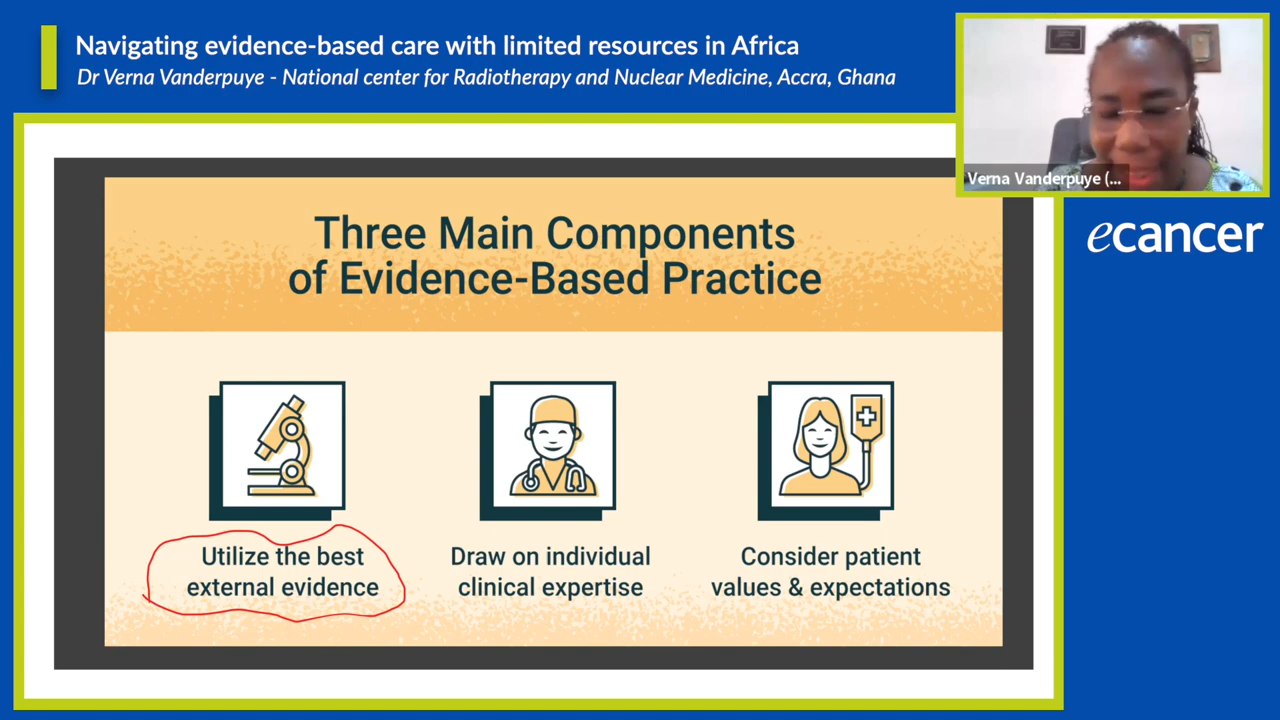 Navigating evidence-based care with limited resources in Africa
Dr Verna Vanderpuye - National center for Radiotherapy and Nuclear Medicine, Accra, Ghana
Verna Vanderpuye (...
ecancer
Three Main Components
of Evidence-Based Practice
Utilize the best
external evidence
Draw on individual
clinical expertise
Consider patient
values & expectations